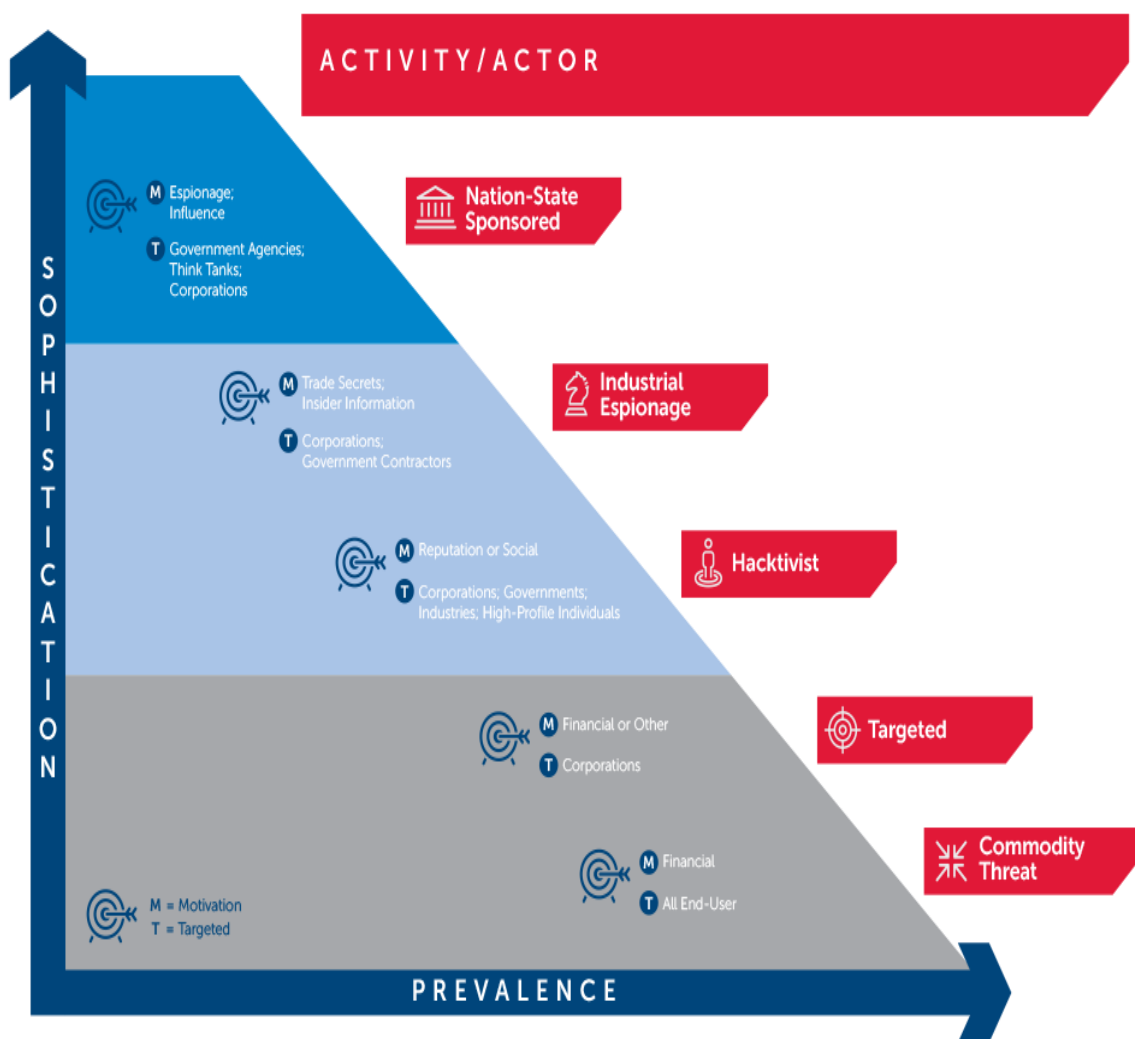 ACTIVITY/ACTOR
M Espionage;
Influence
T Government Agencies;
Think Tanks;
Corporations
Nation-State
Sponsored
M Trade Secrets;
Insider Information
T Corporations;
Government Contractors
Industrial
Espionage
M Reputation or Social
T Corporations; Governments;
Industries; High-Profile Individuals
Hacktivist
M Financial or Other
T Corporations
Targeted
M Financial
T All End-User
Commodity
Threat
M = Motivation
T = Targeted
SOPHISTICATION
PREVALENCE